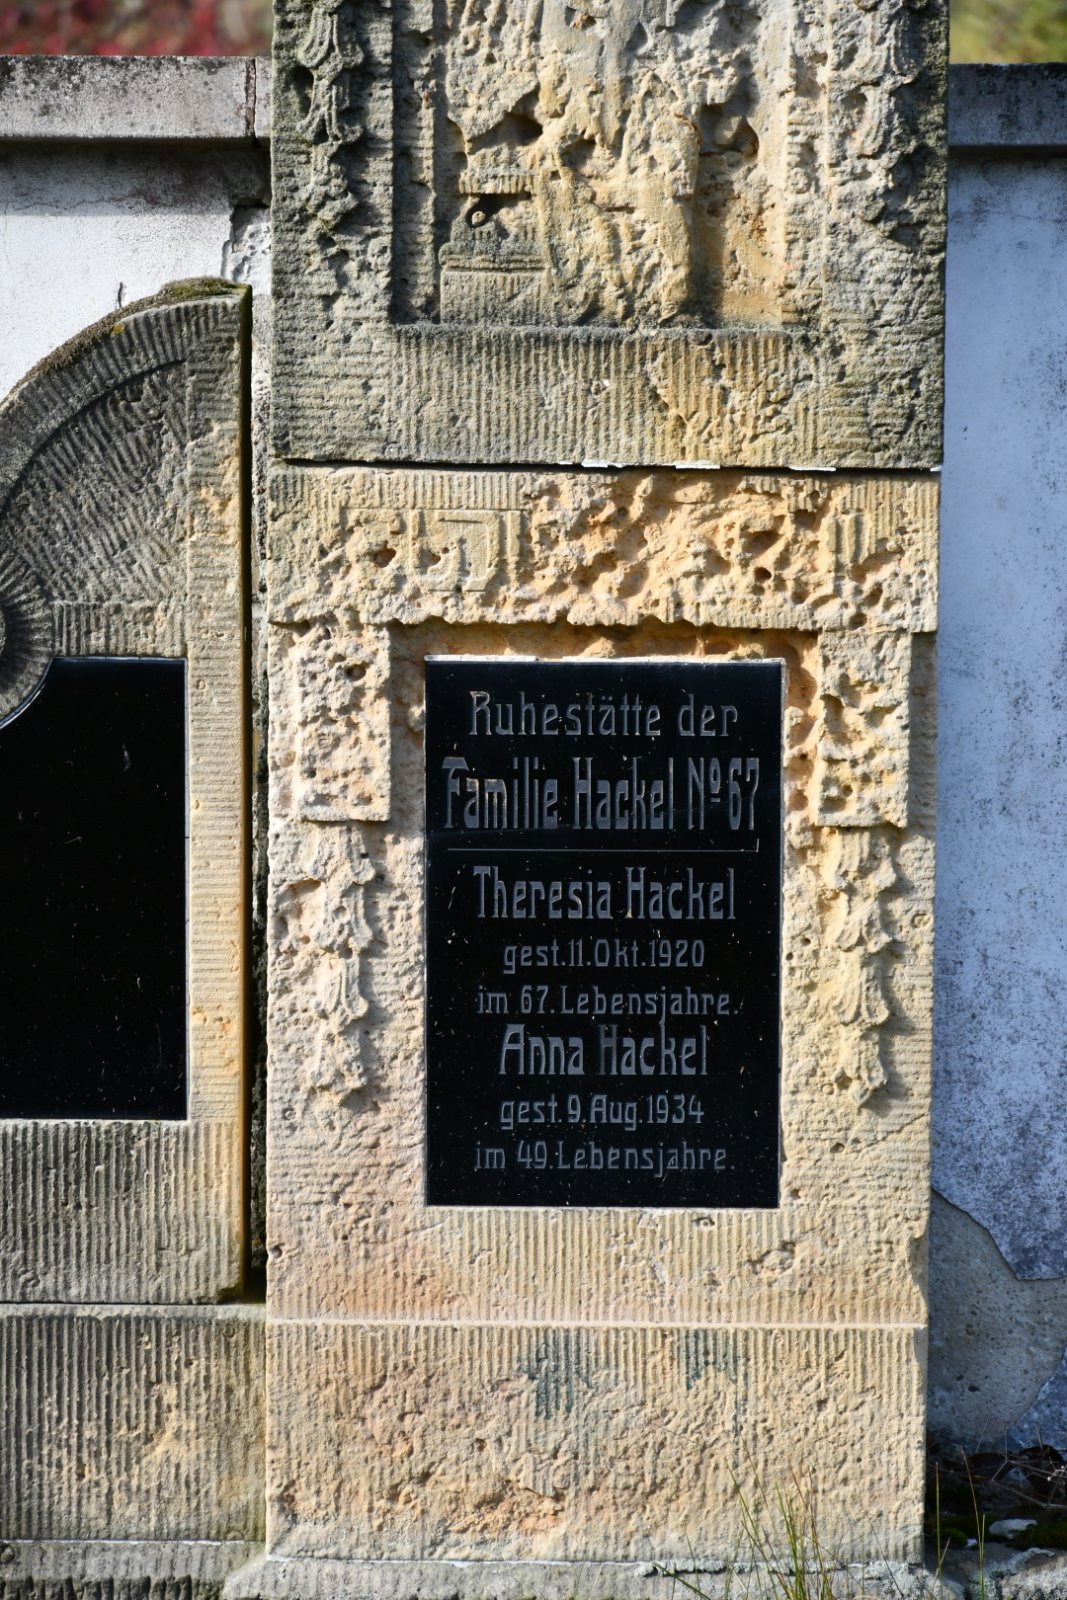 Ruhestätte der
Familie Hackel Nº 67
Theresia Hackel
gest. 11. Okt. 1920
im 67. Lebensjahre.
Anna Hackel
gest. 9. Aug. 1934
im 49. Lebensjahre.